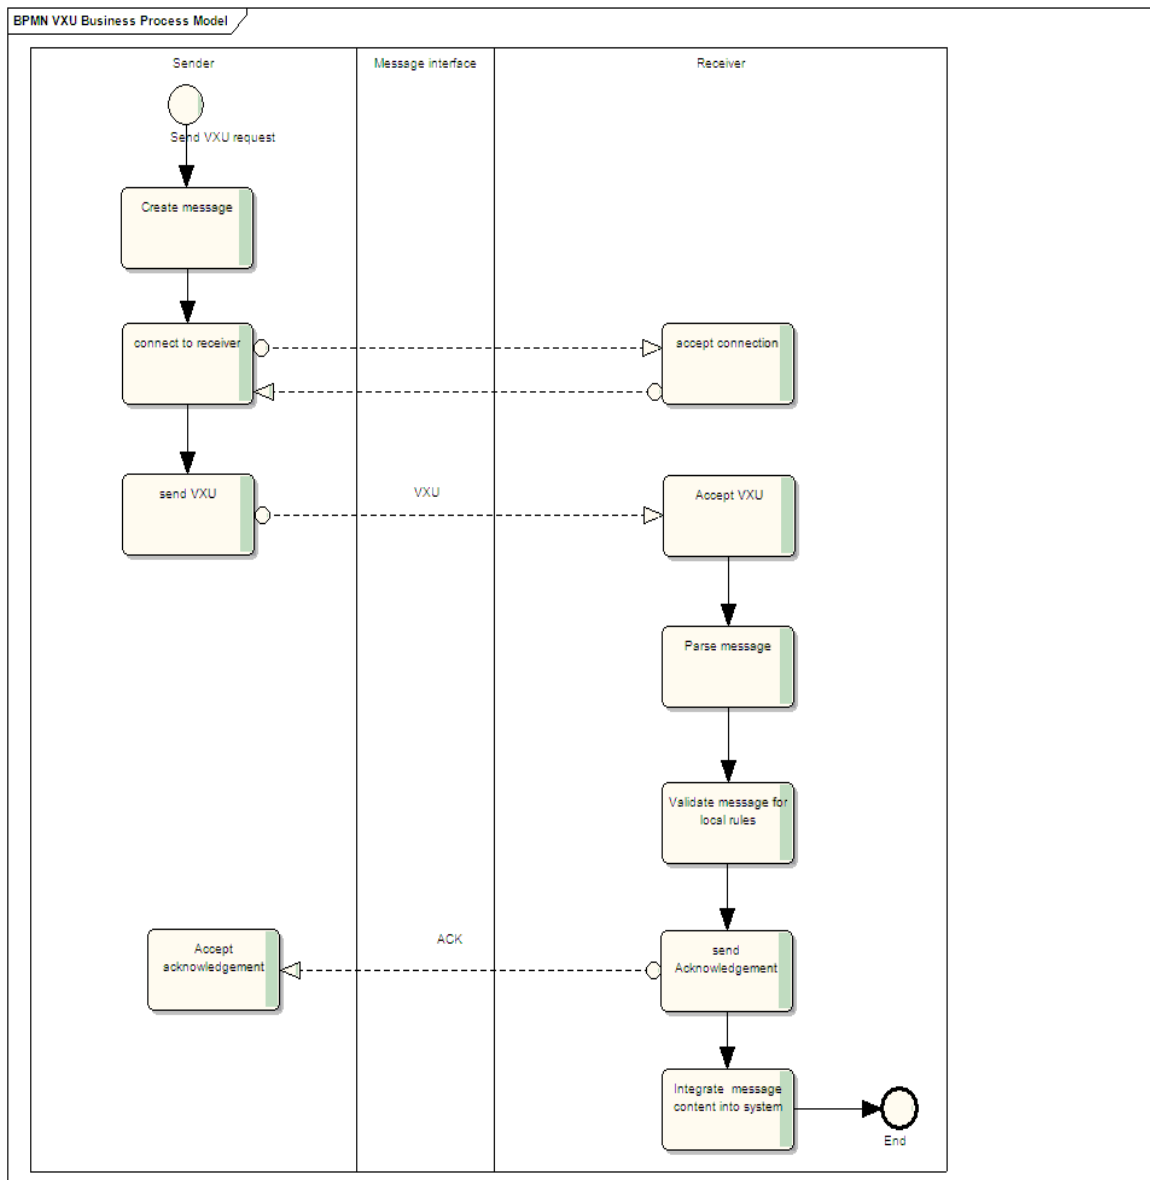 BPMN VXU Business Process Model
Sender
Message interface
Receiver
Send VXU request
Create message
connect to receiver
accept connection
send VXU
VXU
Accept VXU
Parse message
Validate message for
local rules
Accept
acknowledgement
ACK
send
Acknowledgement
Integrate message
content into system
End